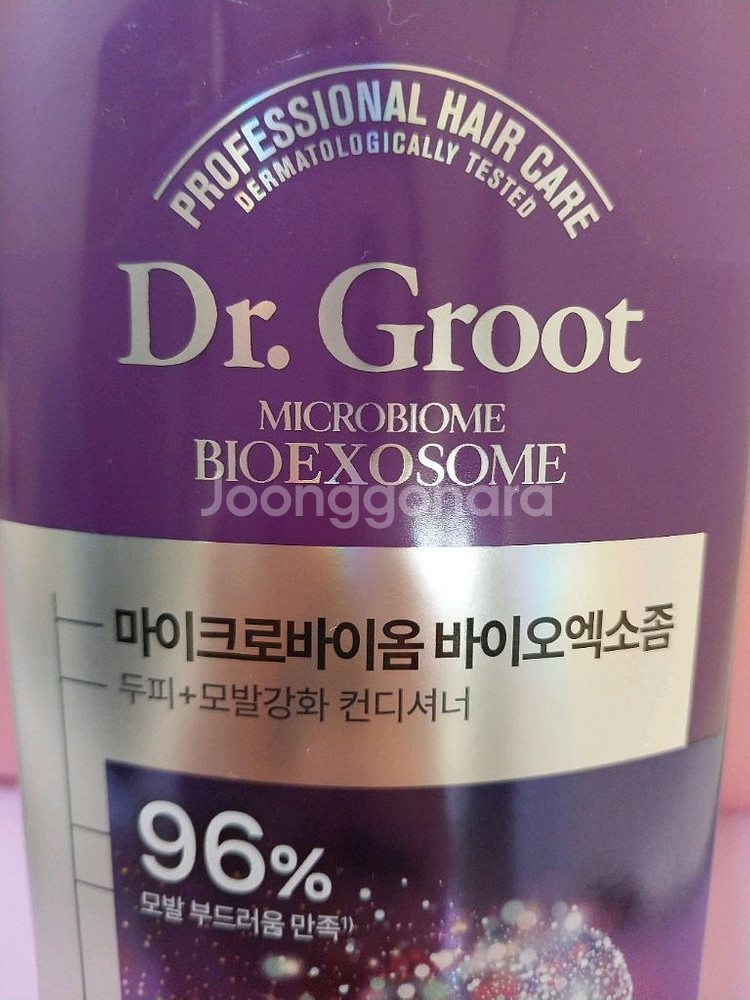 PROFESSIONAL HAIR CARE
DERMATOLOGICALLY TESTED
Dr. Groot
MICROBIOME
BIOEXOSOME
Joonggonara
마이크로바이옴 바이오엑소좀
두피+모발강화 컨디셔너
96%
모발 부드러움 만족1)